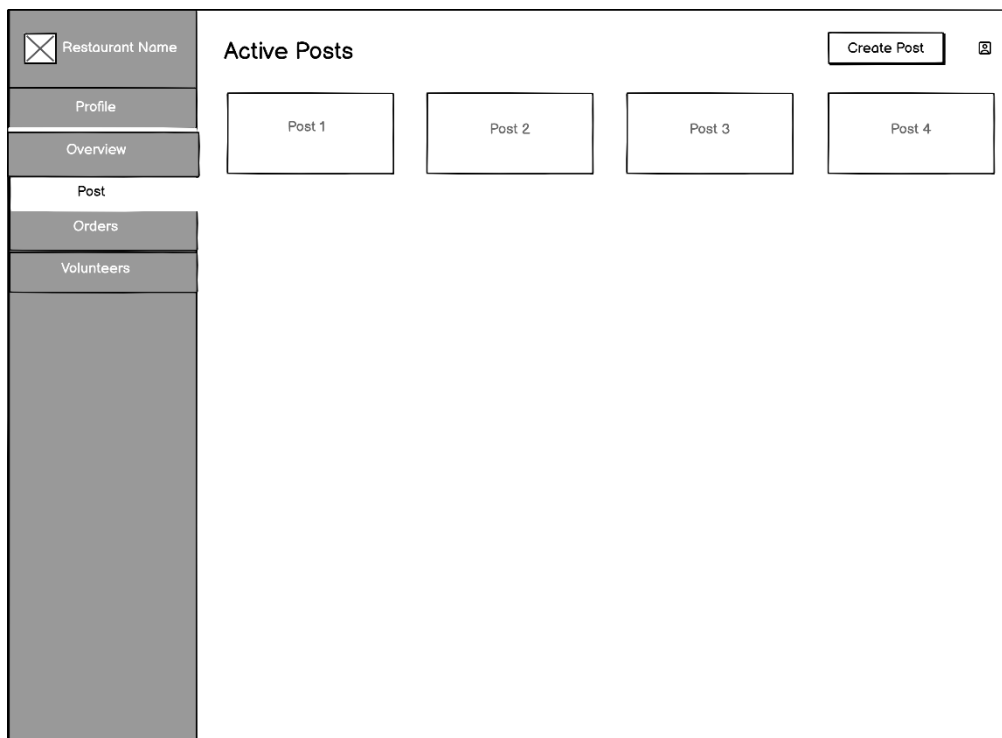 Restaurant Name
Profile
Overview
Post
Orders
Volunteers
Active Posts
Create Post
Post 1
Post 2
Post 3
Post 4